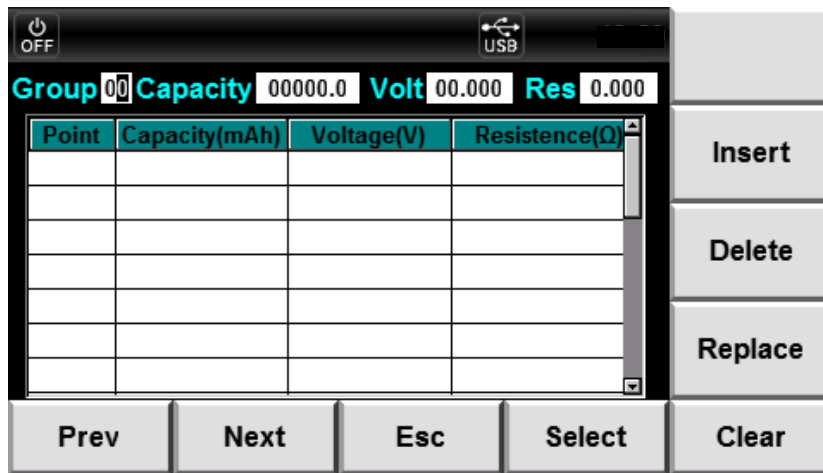 OFF USB
Group 00 Capacity 00000.0 Volt 00.000 Res 0.000
Point Capacity(mAh) Voltage(V) Resistence(Ω)
Insert
Delete
Replace
Prev Next Esc Select Clear